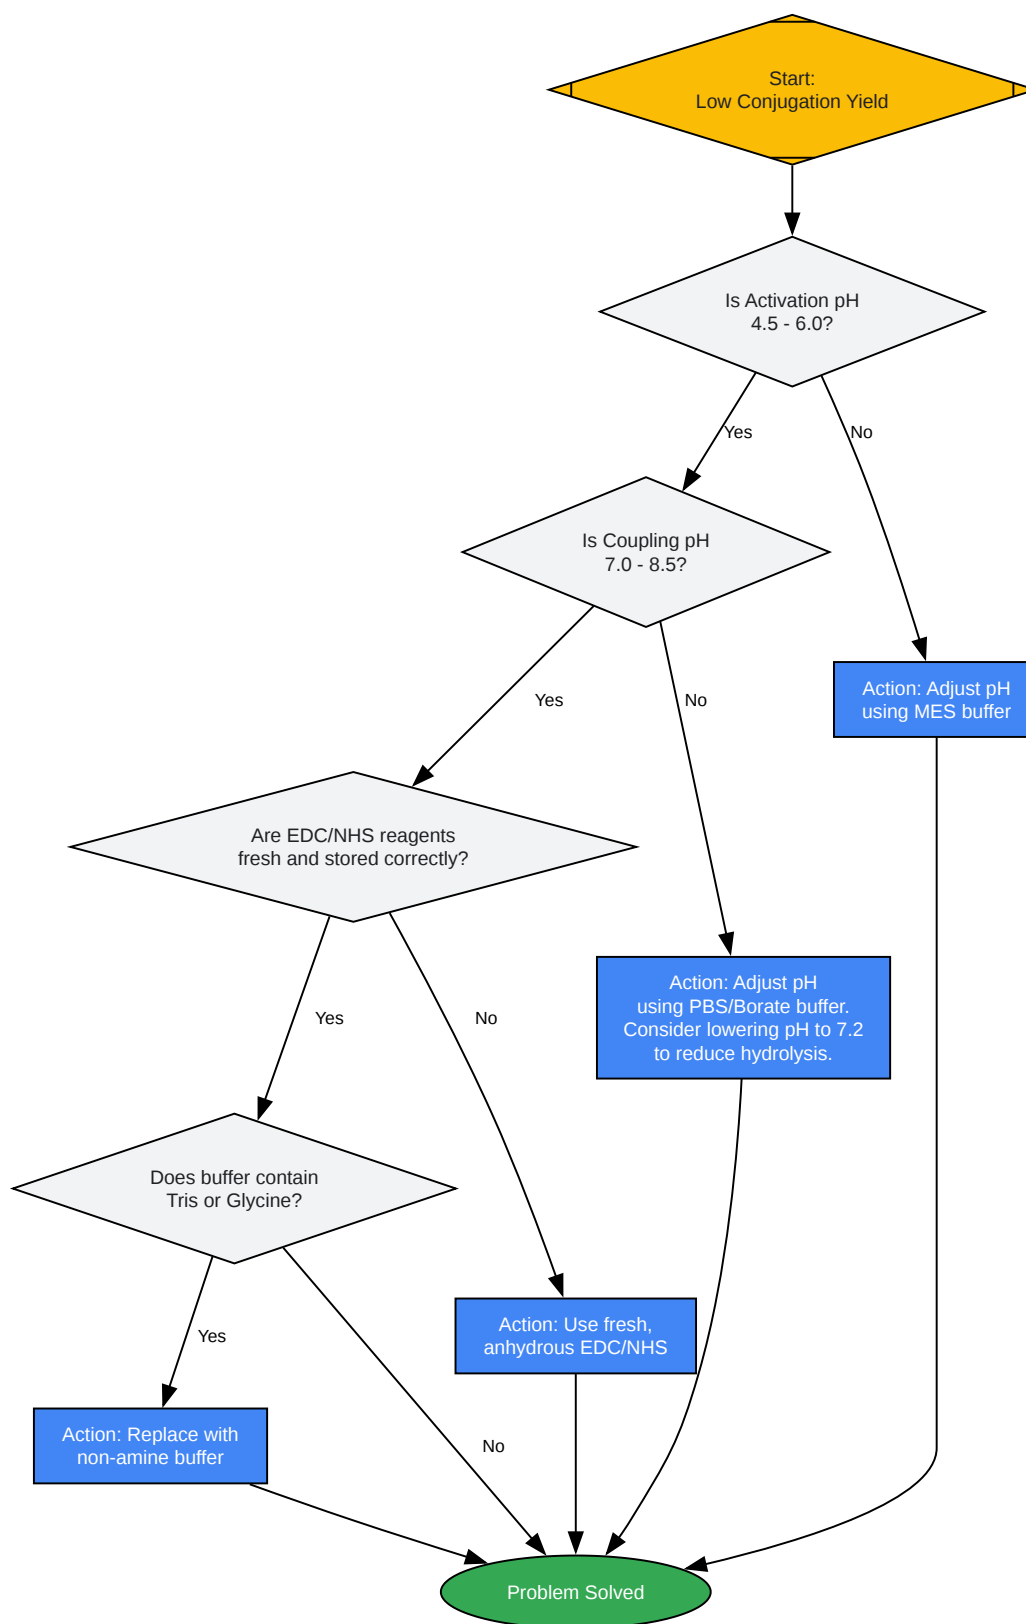 Start:
Low Conjugation Yield
Is Activation pH
4.5 - 6.0?
Yes
No
Is Coupling pH
7.0 - 8.5?
Action: Adjust pH
using MES buffer
Yes
No
Are EDC/NHS reagents
fresh and stored correctly?
Action: Adjust pH
using PBS/Borate buffer.
Consider lowering pH to 7.2
to reduce hydrolysis.
Yes
No
Does buffer contain
Tris or Glycine?
Action: Use fresh,
anhydrous EDC/NHS
Yes
No
Action: Replace with
non-amine buffer
Problem Solved